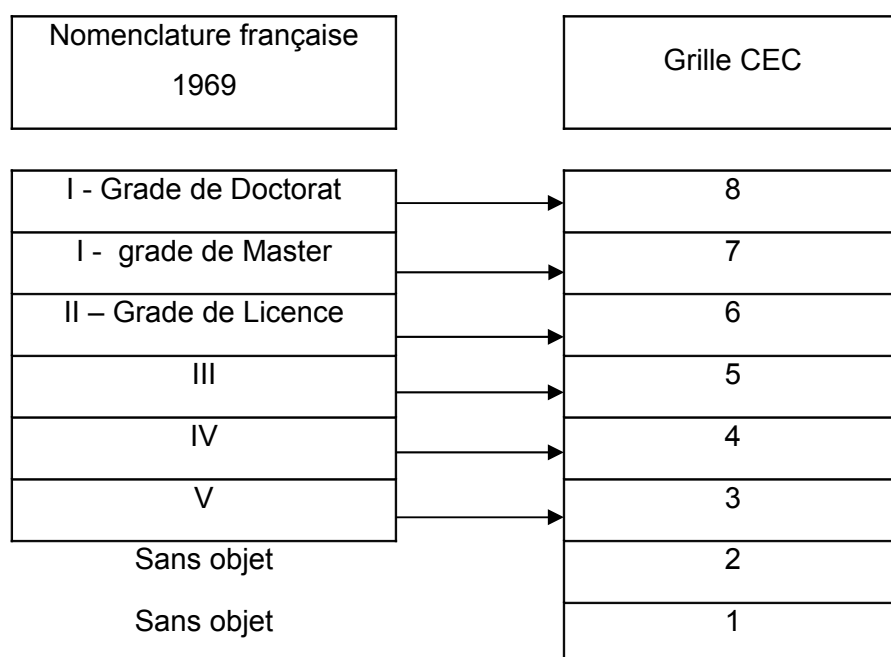 Nomenclature française
1969
Grille CEC
I - Grade de Doctorat
8
I - grade de Master
7
II – Grade de Licence
6
III
5
IV
4
V
3
Sans objet
2
Sans objet
1